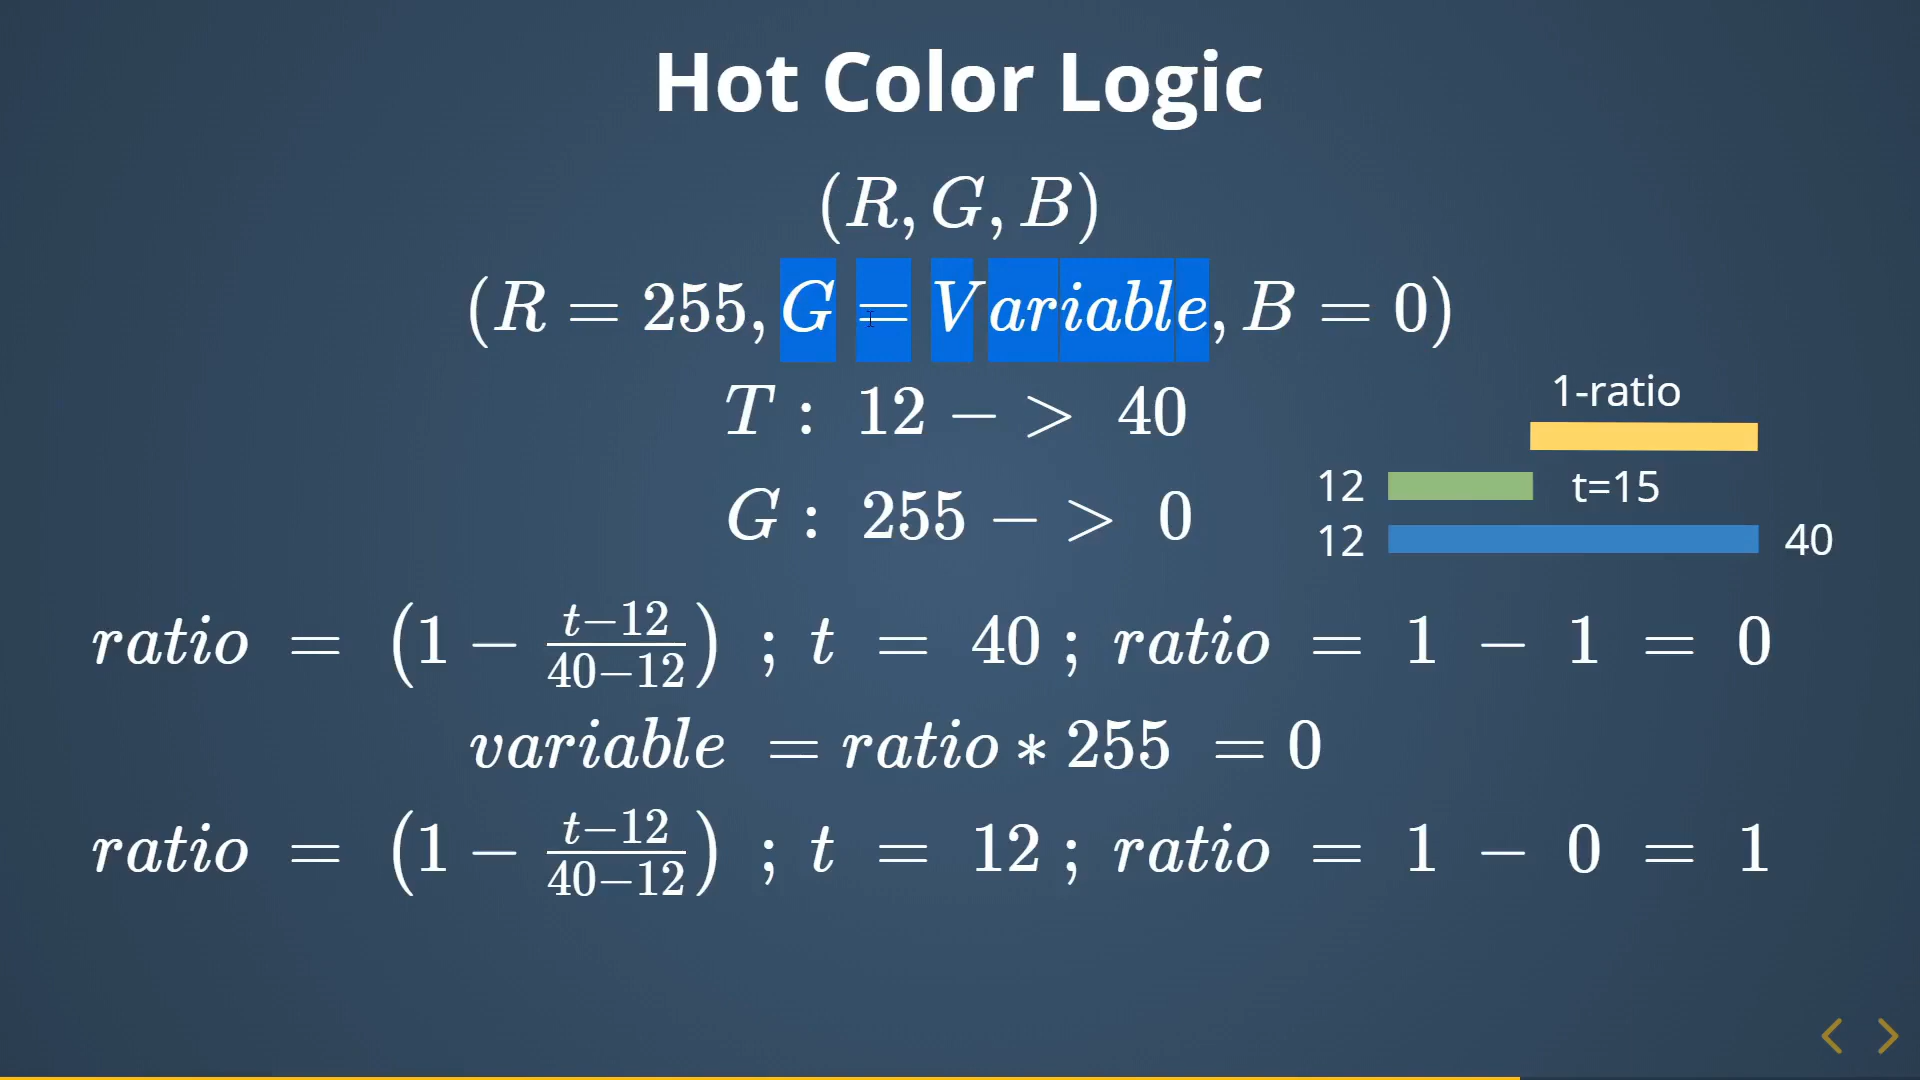 Hot Color Logic
(R, G, B)
(R = 255, G = Variable, B = 0)
T : 12 − > 40
G : 255 − > 0
1-ratio
12 t=15
12 40
ratio = (1 − \frac{t−12}{40−12}) ; t = 40 ; ratio = 1 − 1 = 0
variable = ratio ∗ 255 = 0
ratio = (1 − \frac{t−12}{40−12}) ; t = 12 ; ratio = 1 − 0 = 1